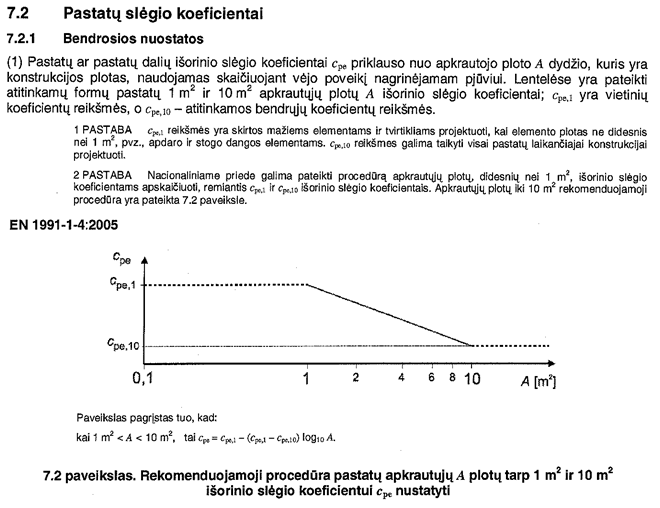 7.2 Pastatų slėgio koeficientai
7.2.1 Bendrosios nuostatos
(1) Pastatų ar pastatų dalių išorinio slėgio koeficientai cpe priklauso nuo apkrautojo ploto A dydžio, kuris yra
konstrukcijos plotas, naudojamas skaičiuojant vėjo poveikį nagrinėjamam pjūviui. Lentelėse yra pateikti
atitinkamų formų pastatų 1 m² ir 10 m² apkrautųjų plotų A išorinio slėgio koeficientai; cpe,1 yra vietinių
koeficientų reikšmės, o cpe,10 – atitinkamos bendrųjų koeficientų reikšmės.
1 PASTABA cpe,1 reikšmės yra skirtos mažiems elementams ir tvirtikliams projektuoti, kai elemento plotas ne didesnis
nei 1 m², pvz., apdaro ir stogo dangos elementams. cpe,10 reikšmes galima taikyti visai pastatų laikančiajai konstrukcijai
projektuoti.
2 PASTABA Nacionaliniame priede galima pateikti procedūrą apkrautųjų plotų, didesnių nei 1 m², išorinio slėgio
koeficientams apskaičiuoti, remiantis cpe,1 ir cpe,10 išorinio slėgio koeficientais. Apkrautųjų plotų iki 10 m² rekomenduojamoji
procedūra yra pateikta 7.2 paveiksle.
EN 1991-1-4:2005
cpe
cpe,1
cpe,10
0,1 1 2 4 6 8 10 A [m²]
Paveikslas pagrįstas tuo, kad:
kai 1 m² < A < 10 m², tai cpe = cpe,1 – (cpe,1 – cpe,10) log10 A.
7.2 paveikslas. Rekomenduojamoji procedūra pastatų apkrautųjų A plotų tarp 1 m² ir 10 m²
išorinio slėgio koeficientui cpe nustatyti